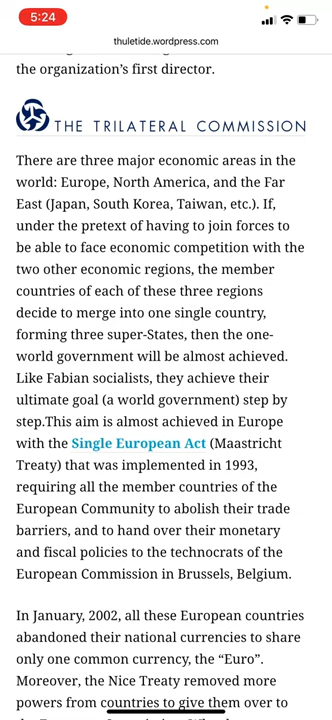 5:24
thuletide.wordpress.com
the organization's first director.
THE TRILATERAL COMMISSION
There are three major economic areas in the
world: Europe, North America, and the Far
East (Japan, South Korea, Taiwan, etc.). If,
under the pretext of having to join forces to
be able to face economic competition with the
two other economic regions, the member
countries of each of these three regions
decide to merge into one single country,
forming three super-States, then the one-
world government will be almost achieved.
Like Fabian socialists, they achieve their
ultimate goal (a world government) step by
step.This aim is almost achieved in Europe
with the Single European Act (Maastricht
Treaty) that was implemented in 1993,
requiring all the member countries of the
European Community to abolish their trade
barriers, and to hand over their monetary
and fiscal policies to the technocrats of the
European Commission in Brussels, Belgium.
In January, 2002, all these European countries
abandoned their national currencies to share
only one common currency, the “Euro”.
Moreover, the Nice Treaty removed more
powers from countries to give them over to